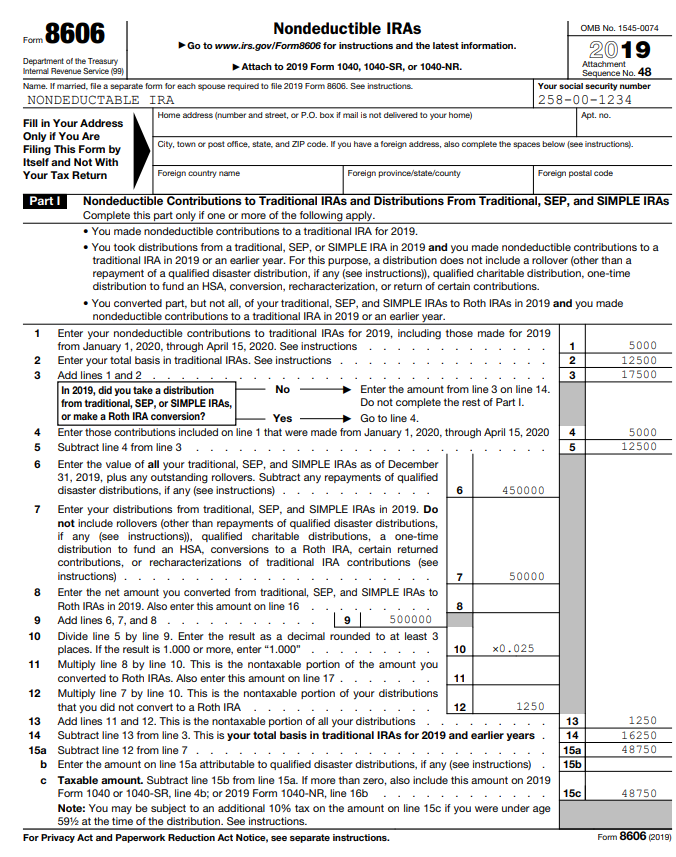 Form 8606
Department of the Treasury
Internal Revenue Service (99)
Nondeductible IRAs
▶ Go to www.irs.gov/Form8606 for instructions and the latest information.
▶ Attach to 2019 Form 1040, 1040-SR, or 1040-NR.
OMB No. 1545-0074
2019
Attachment
Sequence No. 48
Name. If married, file a separate form for each spouse required to file 2019 Form 8606. See instructions.
NONDEDUCTABLE IRA
Your social security number
258-00-1234
Fill in Your Address
Only if You Are
Filing This Form by
Itself and Not With
Your Tax Return
Home address (number and street, or P.O. box if mail is not delivered to your home)
Apt. no.
City, town or post office, state, and ZIP code. If you have a foreign address, also complete the spaces below (see instructions).
Foreign country name
Foreign province/state/county
Foreign postal code
Part I Nondeductible Contributions to Traditional IRAs and Distributions From Traditional, SEP, and SIMPLE IRAs
Complete this part only if one or more of the following apply.
• You made nondeductible contributions to a traditional IRA for 2019.
• You took distributions from a traditional, SEP, or SIMPLE IRA in 2019 and you made nondeductible contributions to a
traditional IRA in 2019 or an earlier year. For this purpose, a distribution does not include a rollover (other than a
repayment of a qualified disaster distribution, if any (see instructions)), qualified charitable distribution, one-time
distribution to fund an HSA, conversion, recharacterization, or return of certain contributions.
• You converted part, but not all, of your traditional, SEP, and SIMPLE IRAs to Roth IRAs in 2019 and you made
nondeductible contributions to a traditional IRA in 2019 or an earlier year.
1 Enter your nondeductible contributions to traditional IRAs for 2019, including those made for 2019
from January 1, 2020, through April 15, 2020. See instructions . . . . . . . . . . . . 1 5000
2 Enter your total basis in traditional IRAs. See instructions . . . . . . . . . . . . . . 2 12500
3 Add lines 1 and 2 . . . . . . . . . . . . . . . . . . . . . . . . 3 17500
In 2019, did you take a distribution
from traditional, SEP, or SIMPLE IRAs,
or make a Roth IRA conversion?
No ▶ Enter the amount from line 3 on line 14.
Do not complete the rest of Part I.
Yes ▶ Go to line 4.
4 Enter those contributions included on line 1 that were made from January 1, 2020, through April 15, 2020 4 5000
5 Subtract line 4 from line 3 . . . . . . . . . . . . . . . . . . . . . . 5 12500
6 Enter the value of all your traditional, SEP, and SIMPLE IRAs as of December
31, 2019, plus any outstanding rollovers. Subtract any repayments of qualified
disaster distributions, if any (see instructions) . . . . . . . . . . 6 450000
7 Enter your distributions from traditional, SEP, and SIMPLE IRAs in 2019. Do
not include rollovers (other than repayments of qualified disaster distributions,
if any (see instructions)), qualified charitable distributions, a one-time
distribution to fund an HSA, conversions to a Roth IRA, certain returned
contributions, or recharacterizations of traditional IRA contributions (see
instructions) . . . . . . . . . . . . . . . . . . . . 7 50000
8 Enter the net amount you converted from traditional, SEP, and SIMPLE IRAs to
Roth IRAs in 2019. Also enter this amount on line 16 . . . . . . . . 8
9 Add lines 6, 7, and 8 . . . . . . . . . . . 9 500000
10 Divide line 5 by line 9. Enter the result as a decimal rounded to at least 3
places. If the result is 1.000 or more, enter “1.000” . . . . . . . . . 10 ×0.025
11 Multiply line 8 by line 10. This is the nontaxable portion of the amount you
converted to Roth IRAs. Also enter this amount on line 17 . . . . . . . 11
12 Multiply line 7 by line 10. This is the nontaxable portion of your distributions
that you did not convert to a Roth IRA . . . . . . . . . . . . 12 1250
13 Add lines 11 and 12. This is the nontaxable portion of all your distributions . . . . . . . . 13 1250
14 Subtract line 13 from line 3. This is your total basis in traditional IRAs for 2019 and earlier years . 14 16250
15a Subtract line 12 from line 7 . . . . . . . . . . . . . . . . . . . . . 15a 48750
b Enter the amount on line 15a attributable to qualified disaster distributions, if any (see instructions) . 15b
c Taxable amount. Subtract line 15b from line 15a. If more than zero, also include this amount on 2019
Form 1040 or 1040-SR, line 4b; or 2019 Form 1040-NR, line 16b . . . . . . . . . . . 15c 48750
Note: You may be subject to an additional 10% tax on the amount on line 15c if you were under age
59½ at the time of the distribution. See instructions.
For Privacy Act and Paperwork Reduction Act Notice, see separate instructions.
Form 8606 (2019)